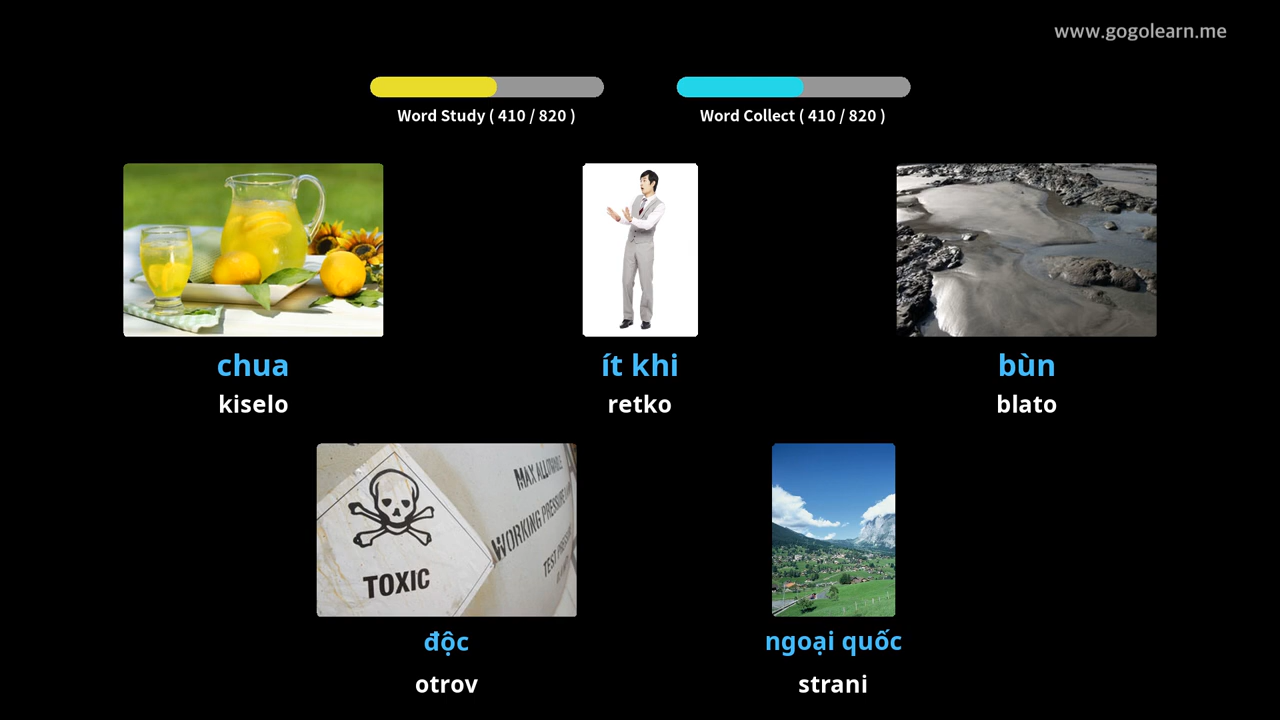 www.gogolearn.me
Word Study ( 410 / 820 )
Word Collect ( 410 / 820 )
chua
kiselo
ít khi
retko
bùn
blato
TOXIC
MAX ALLOWABLE
WORKING PRESSURE
TEST
độc
otrov
ngoại quốc
strani